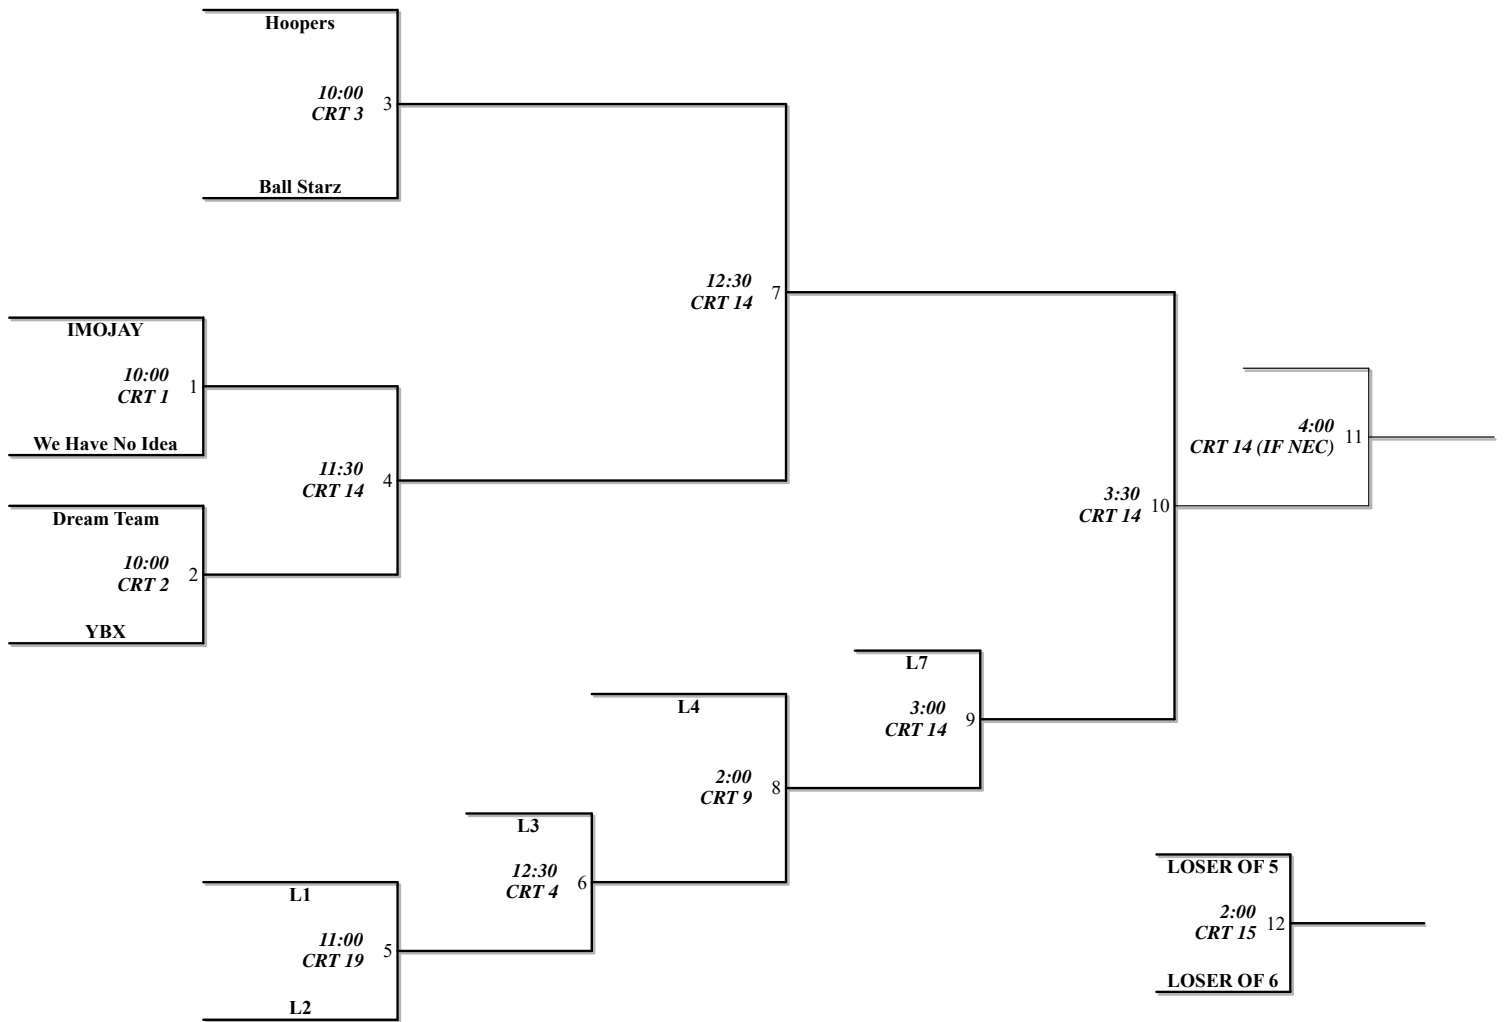 Hoopers
10:00
CRT 3
3
Ball Starz
12:30
CRT 14
7
IMOJAY
10:00
CRT 1
1
We Have No Idea
11:30
CRT 14
4
Dream Team
10:00
CRT 2
2
YBX
4:00
CRT 14 (IF NEC)
11
3:30
CRT 14
10
L7
3:00
CRT 14
9
L4
2:00
CRT 9
8
L3
12:30
CRT 4
6
L1
11:00
CRT 19
5
L2
LOSER OF 5
2:00
CRT 15
12
LOSER OF 6